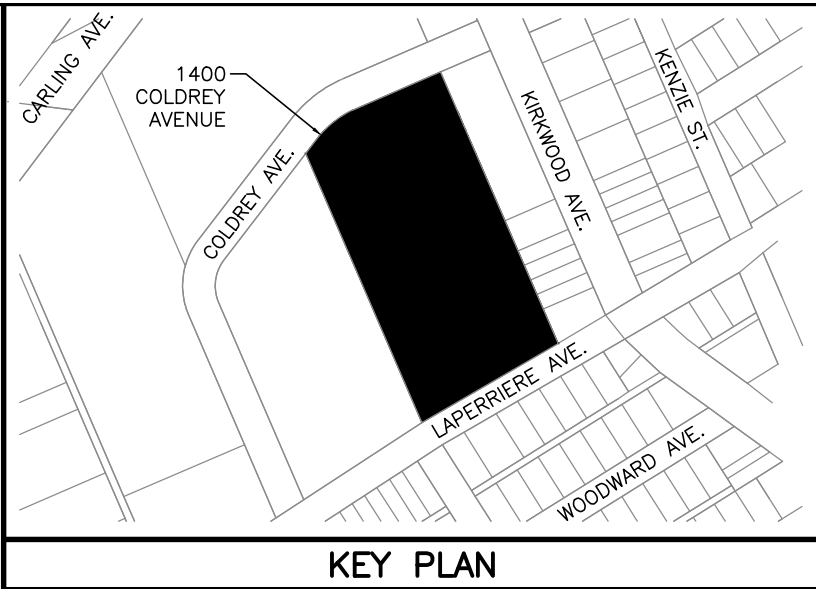 CARLING AVE.
1400
COLDREY
AVENUE
COLDREY AVE.
KIRKWOOD AVE.
KENZIE ST.
LAPERRIERE AVE.
WOODWARD AVE.
KEY PLAN